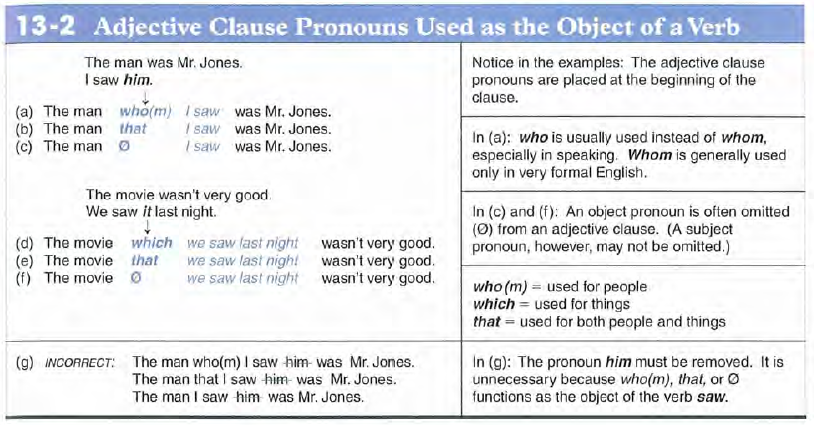 13-2 Adjective Clause Pronouns Used as the Object of a Verb
The man was Mr. Jones.
I saw him.
(a) The man who(m) I saw was Mr. Jones.
(b) The man that I saw was Mr. Jones.
(c) The man Ø I saw was Mr. Jones.
The movie wasn't very good.
We saw it last night.
(d) The movie which we saw last night wasn't very good.
(e) The movie that we saw last night wasn't very good.
(f) The movie Ø we saw last night wasn't very good.
Notice in the examples: The adjective clause
pronouns are placed at the beginning of the
clause.
In (a): who is usually used instead of whom,
especially in speaking. Whom is generally used
only in very formal English.
In (c) and (f): An object pronoun is often omitted
(Ø) from an adjective clause. (A subject
pronoun, however, may not be omitted.)
who(m) = used for people
which = used for things
that = used for both people and things
(g) INCORRECT: The man who(m) I saw him was Mr. Jones.
The man that I saw him was Mr. Jones.
The man I saw him was Mr. Jones.
In (g): The pronoun him must be removed. It is
unnecessary because who(m), that, or Ø
functions as the object of the verb saw.